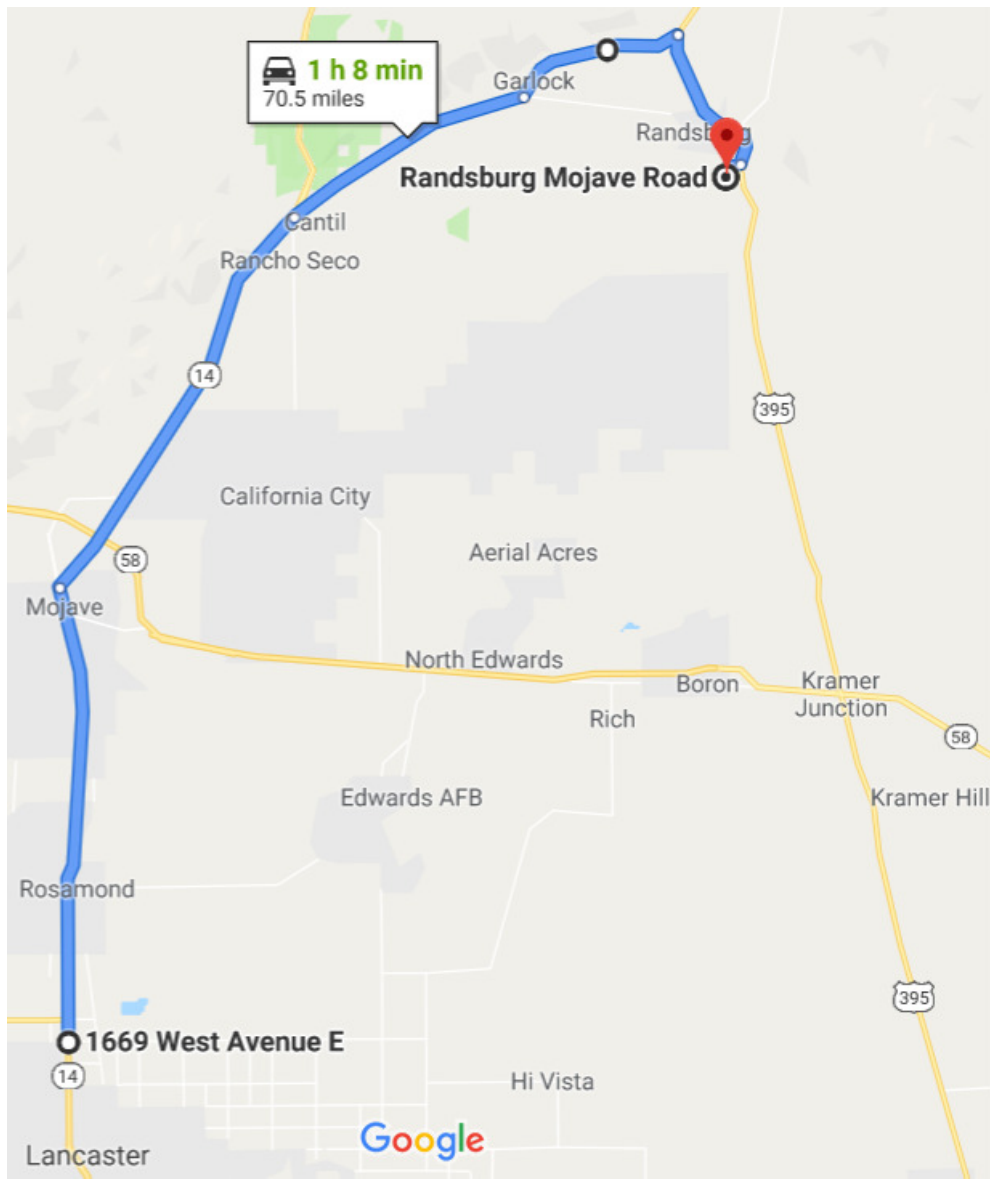 1 h 8 min
70.5 miles
Garlock
Randsburg
Randsburg Mojave Road
Cantil
Rancho Seco
14
395
California City
Aerial Acres
58
Mojave
North Edwards
Boron
Kramer
Junction
Rich
58
Edwards AFB
Kramer Hill
Rosamond
395
1669 West Avenue E
14
Hi Vista
Google
Lancaster